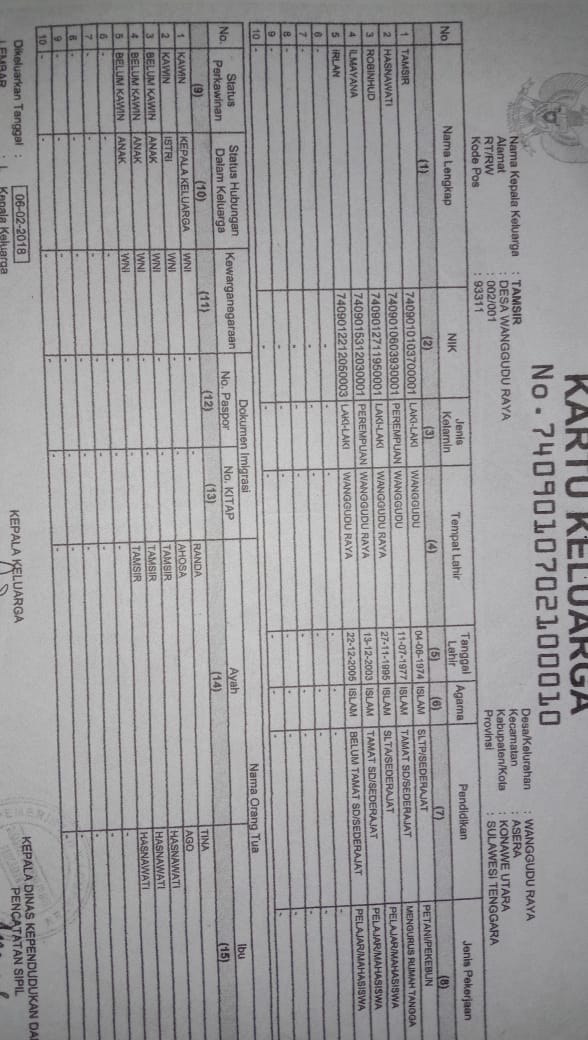 KARTU KELUARGA
No. 7409010702100010
Nama Kepala Keluarga : TAMSIR
Alamat : DESA WANGGUDU RAYA
RT/RW : 002/001
Kode Pos : 93311
Desa/Kelurahan : WANGGUDU RAYA
Kecamatan : ASERA
Kabupaten/Kota : KONAWE UTARA
Provinsi : SULAWESI TENGGARA
No Nama Lengkap NIK Jenis Kelamin Tempat Lahir Tanggal Lahir Agama Pendidikan Jenis Pekerjaan
(1) (2) (3) (4) (5) (6) (7) (8)
1 TAMSIR 7409010103700001 LAKI-LAKI WANGGUDU 04-06-1974 ISLAM SLTP/SEDERAJAT PETANI/PEKEBUN
2 HASNAWATI 7409010603930001 PEREMPUAN WANGGUDU 11-07-1977 ISLAM TAMAT SD/SEDERAJAT MENGURUS RUMAH TANGGA
3 ROBINHUD 7409012711950001 LAKI-LAKI WANGGUDU RAYA 27-11-1995 ISLAM SLTA/SEDERAJAT PELAJAR/MAHASISWA
4 ILMAYANA 7409015312030001 PEREMPUAN WANGGUDU RAYA 13-12-2003 ISLAM TAMAT SD/SEDERAJAT PELAJAR/MAHASISWA
5 IRLAN 7409012212050003 LAKI-LAKI WANGGUDU RAYA 22-12-2005 ISLAM BELUM TAMAT SD/SEDERAJAT PELAJAR/MAHASISWA
6 - - - - - - - -
7 - - - - - - - -
8 - - - - - - - -
9 - - - - - - - -
10 - - - - - - - -
No. Status Perkawinan Status Hubungan Dalam Keluarga Kewarganegaraan Dokumen Imigrasi Nama Orang Tua
No. Paspor No. KITAP Ayah Ibu
(9) (10) (11) (12) (13) (14) (15)
1 KAWIN KEPALA KELUARGA WNI - - RANDA TINA
2 KAWIN ISTRI WNI - - AHOSA AGO
3 BELUM KAWIN ANAK WNI - - TAMSIR HASNAWATI
4 BELUM KAWIN ANAK WNI - - TAMSIR HASNAWATI
5 BELUM KAWIN ANAK WNI - - TAMSIR HASNAWATI
6 - - - - - - -
7 - - - - - - -
8 - - - - - - -
9 - - - - - - -
10 - - - - - - -
Dikeluarkan Tanggal : 06-02-2018
LEMBAR : I. Kepala Keluarga
KEPALA KELUARGA
KEPALA DINAS KEPENDUDUKAN DA
PENCATATAN SIPIL